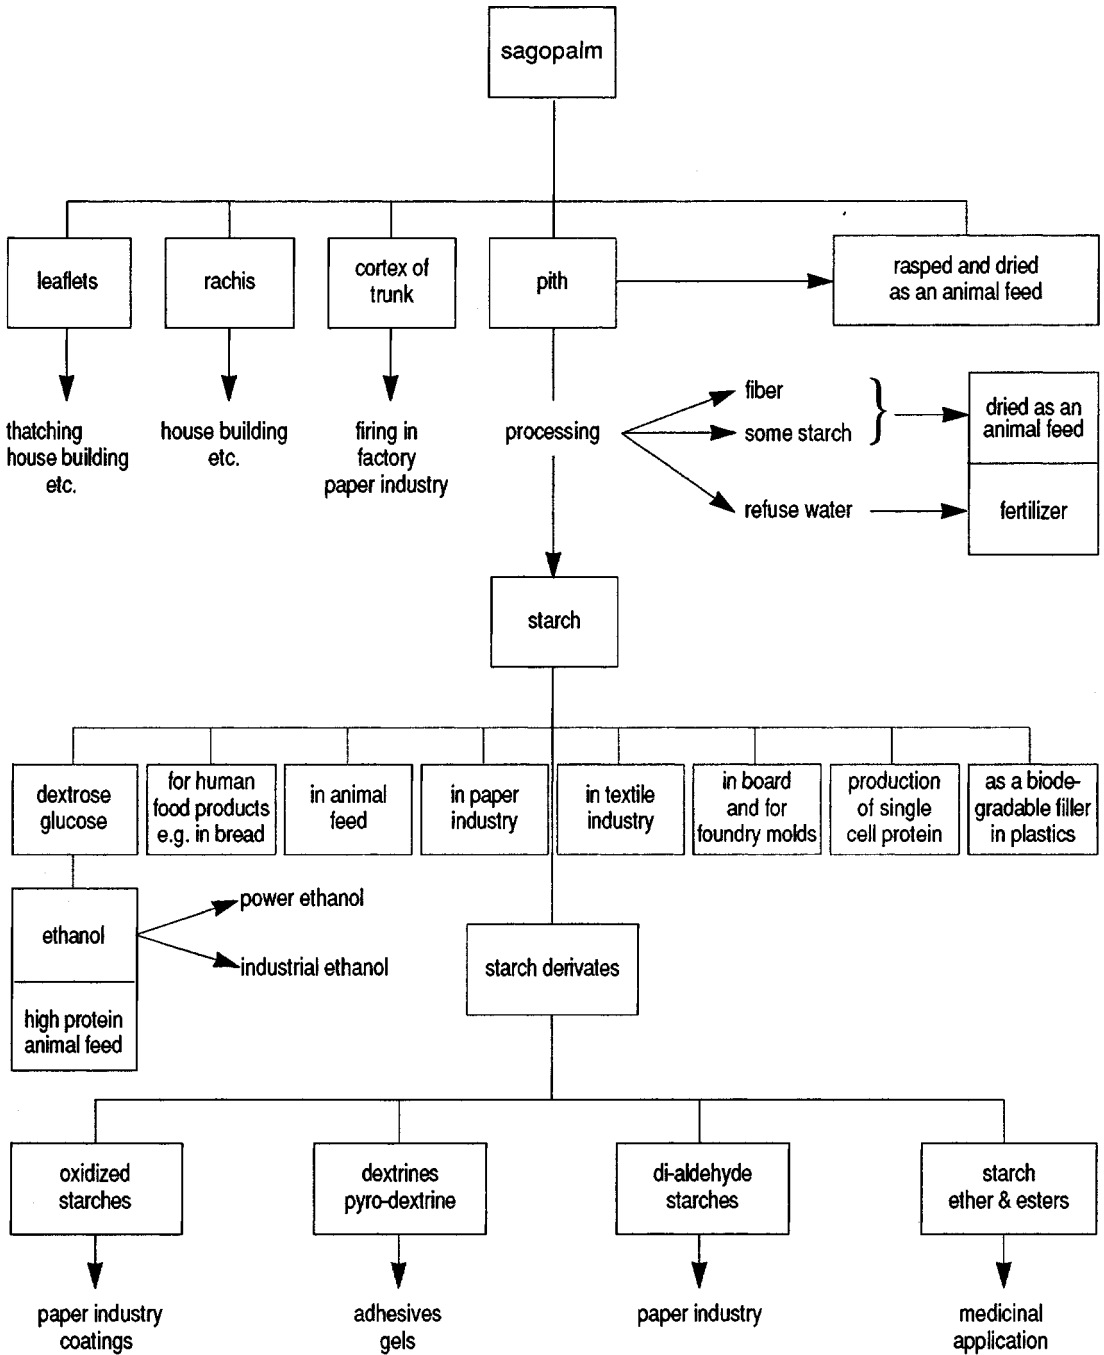 sagopalm
leaflets
rachis
cortex of
trunk
pith
rasped and dried
as an animal feed
thatching
house building
etc.
house building
etc.
firing in
factory
paper industry
processing
fiber
some starch
refuse water
dried as an
animal feed
fertilizer
starch
dextrose
glucose
for human
food products
e.g. in bread
in animal
feed
in paper
industry
in textile
industry
in board
and for
foundry molds
production
of single
cell protein
as a biode-
gradable filler
in plastics
ethanol
high protein
animal feed
power ethanol
industrial ethanol
starch derivates
oxidized
starches
dextrines
pyro-dextrine
di-aldehyde
starches
starch
ether & esters
paper industry
coatings
adhesives
gels
paper industry
medicinal
application